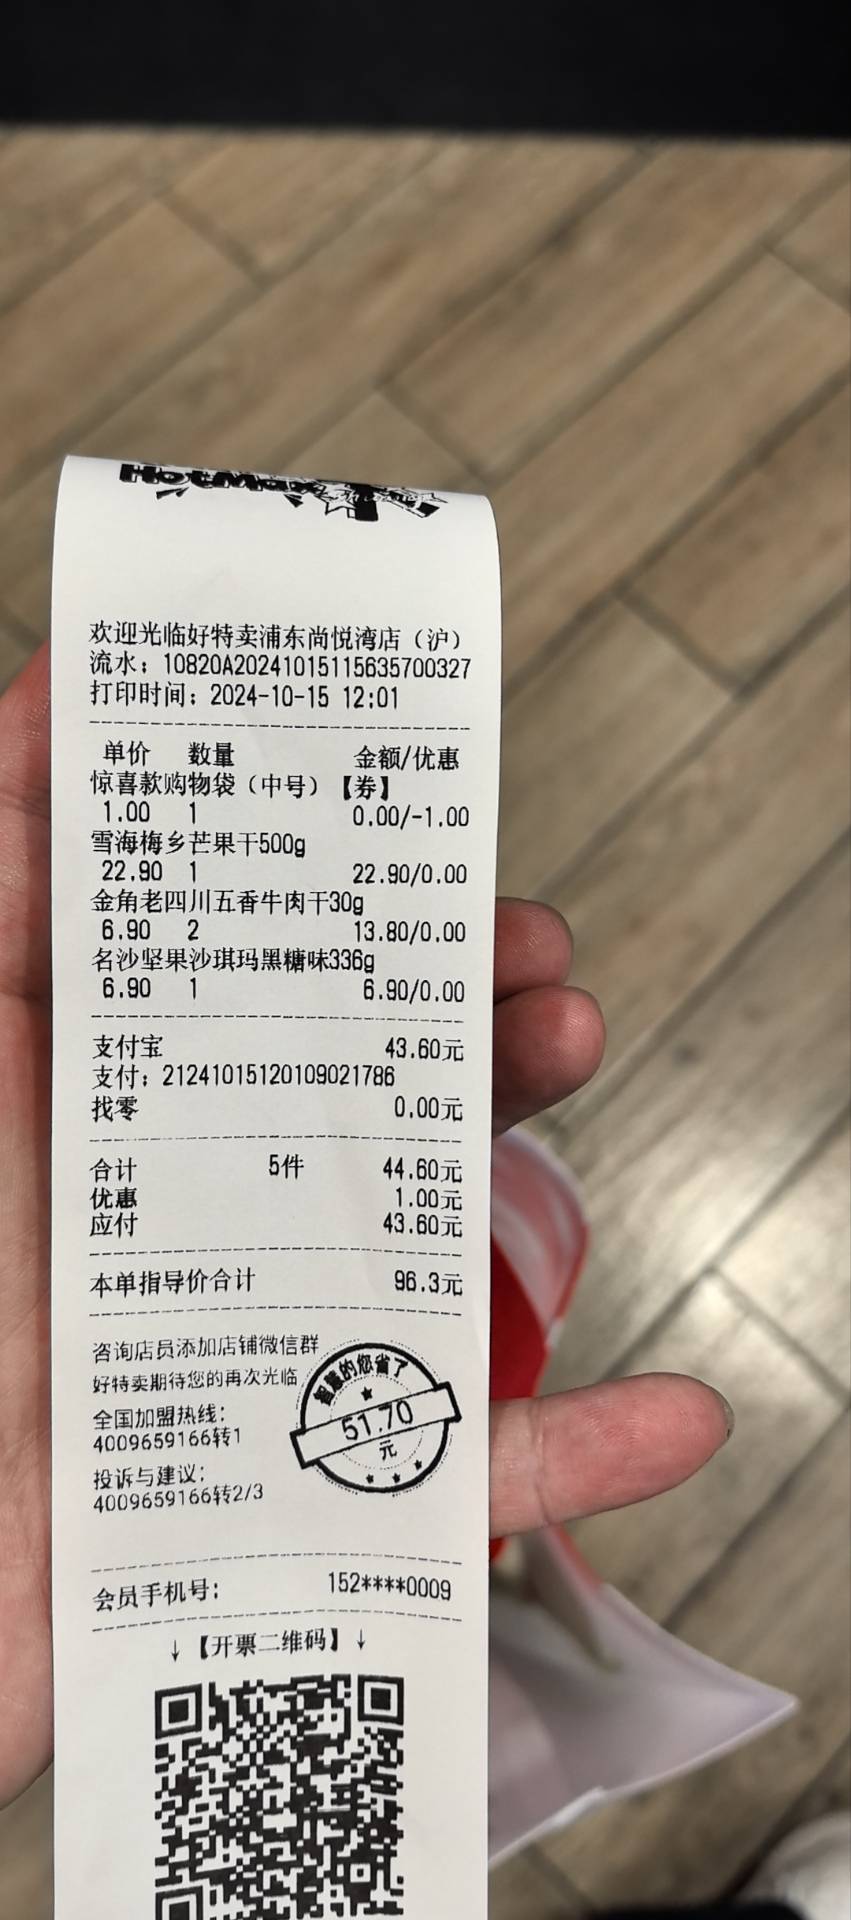 欢迎光临好特卖浦东尚悦湾店（沪）
流水：10820A20241015115635700327
打印时间：2024-10-15 12:01
单价 数量 金额/优惠
惊喜款购物袋（中号）【券】
1.00 1 0.00/-1.00
雪海梅乡芒果干500g
22.90 1 22.90/0.00
金角老四川五香牛肉干30g
6.90 2 13.80/0.00
名沙坚果沙琪玛黑糖味336g
6.90 1 6.90/0.00
支付宝 43.60元
支付：21241015120109021786
找零 0.00元
合计 5件 44.60元
优惠 1.00元
应付 43.60元
本单指导价合计 96.3元
咨询店员添加店铺微信群
好特卖期待您的再次光临
全国加盟热线：
4009659166转1
投诉与建议：
4009659166转2/3
智慧的您省了
51.70
元
会员手机号： 152****0009
↓【开票二维码】↓